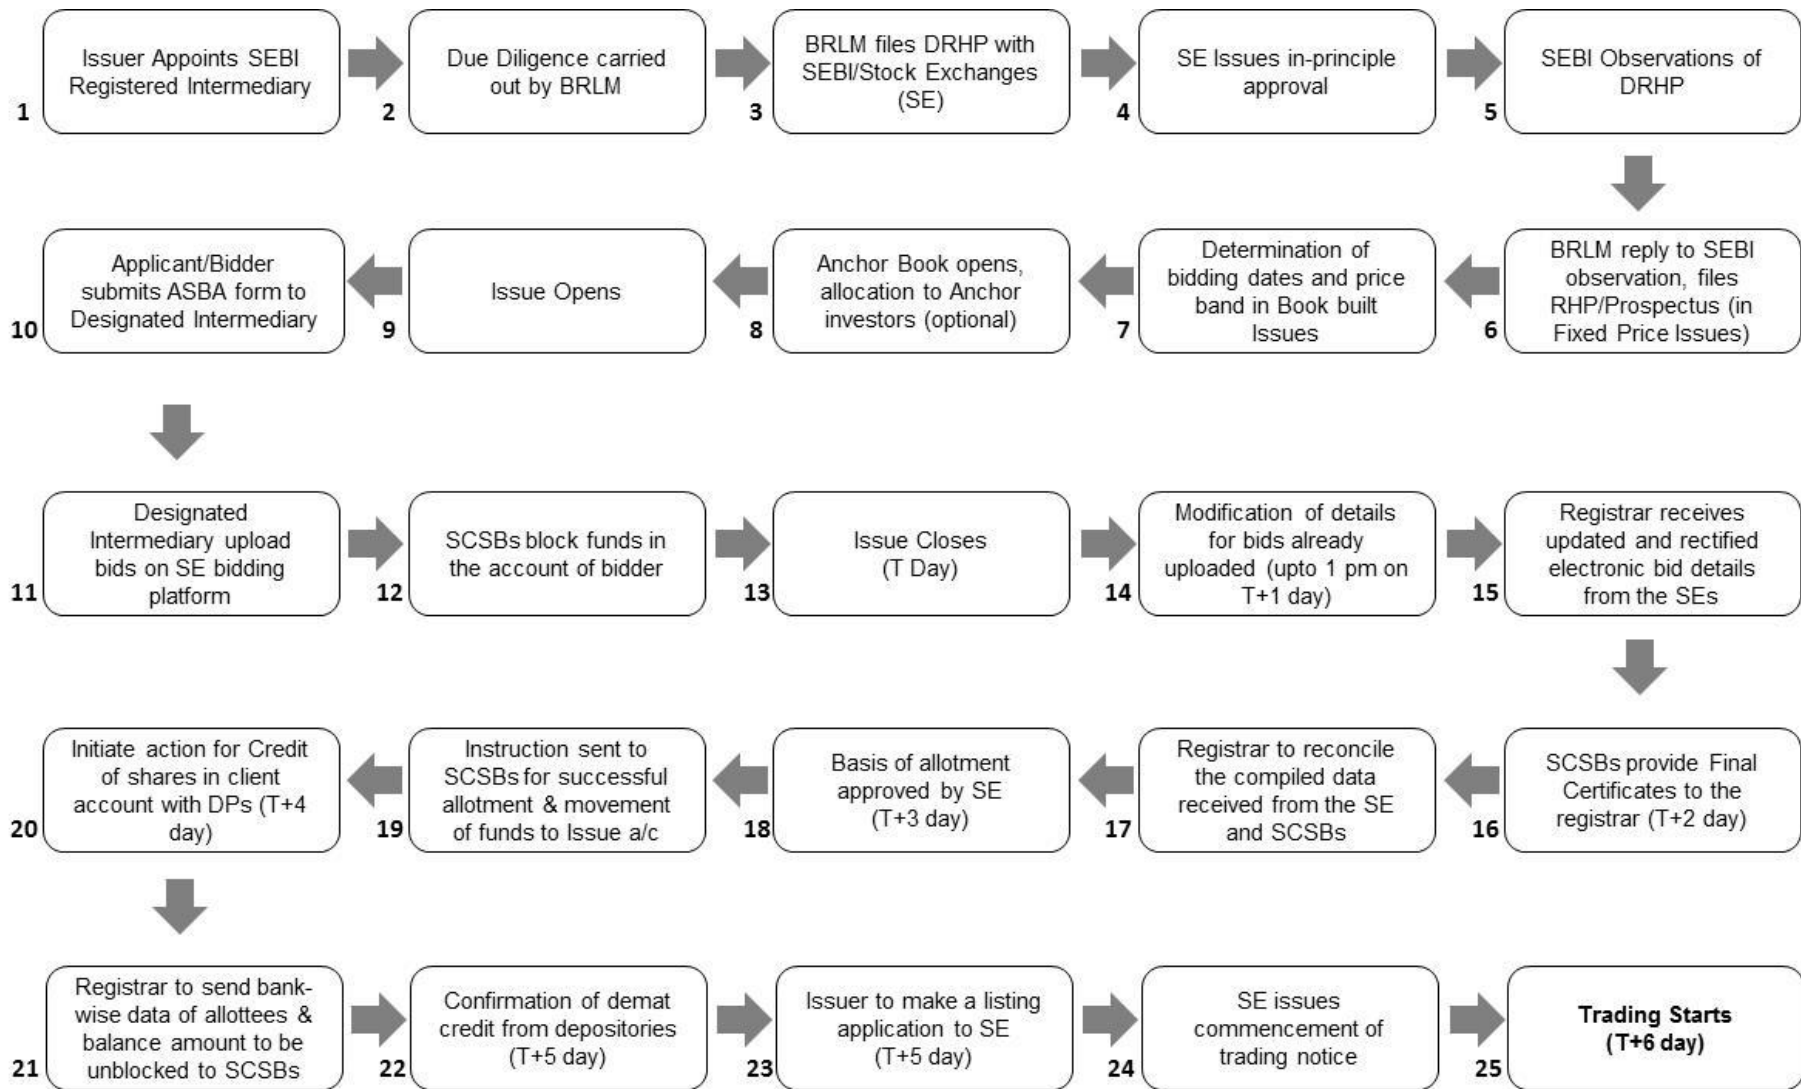 Issuer Appoints SEBI
Registered Intermediary
1
Due Diligence carried
out by BRLM
2
BRLM files DRHP with
SEBI/Stock Exchanges
(SE)
3
SE Issues in-principle
approval
4
SEBI Observations of
DRHP
5
BRLM reply to SEBI
observation, files
RHP/Prospectus (in
Fixed Price Issues)
6
Determination of
bidding dates and price
band in Book built
Issues
7
Anchor Book opens,
allocation to Anchor
investors (optional)
8
Issue Opens
9
Applicant/Bidder
submits ASBA form to
Designated Intermediary
10
Designated
Intermediary upload
bids on SE bidding
platform
11
SCSBs block funds in
the account of bidder
12
Issue Closes
(T Day)
13
Modification of details
for bids already
uploaded (upto 1 pm on
T+1 day)
14
Registrar receives
updated and rectified
electronic bid details
from the SEs
15
SCSBs provide Final
Certificates to the
registrar (T+2 day)
16
Registrar to reconcile
the compiled data
received from the SE
and SCSBs
17
Basis of allotment
approved by SE
(T+3 day)
18
Instruction sent to
SCSBs for successful
allotment & movement
of funds to Issue a/c
19
Initiate action for Credit
of shares in client
account with DPs (T+4
day)
20
Registrar to send bank-
wise data of allottees &
balance amount to be
unblocked to SCSBs
21
Confirmation of demat
credit from depositories
(T+5 day)
22
Issuer to make a listing
application to SE
(T+5 day)
23
SE issues
commencement of
trading notice
24
Trading Starts
(T+6 day)
25